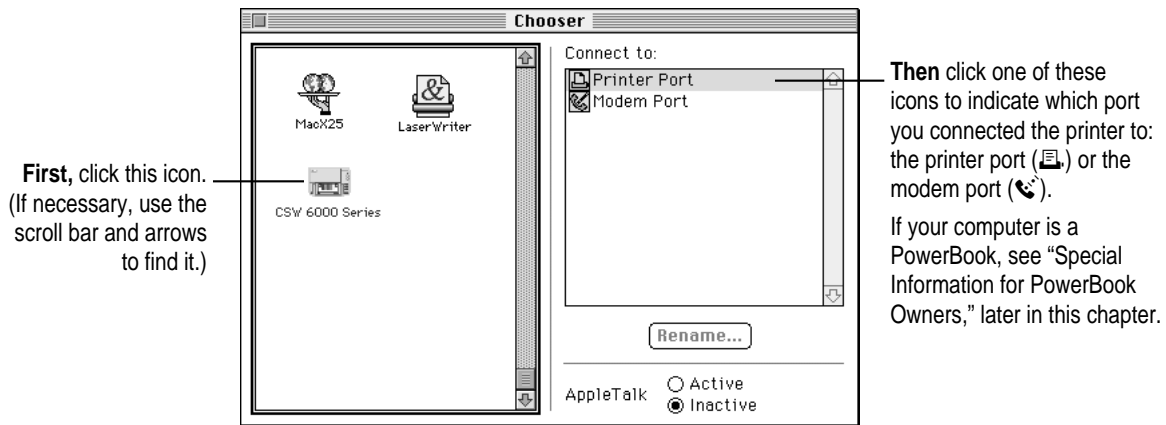 Chooser
MacX25
LaserWriter
CSW 6000 Series
Connect to:
Printer Port
Modem Port
Rename...
AppleTalk
Active
Inactive
First, click this icon.
(If necessary, use the
scroll bar and arrows
to find it.)
Then click one of these
icons to indicate which port
you connected the printer to:
the printer port ( ) or the
modem port ( ).
If your computer is a
PowerBook, see “Special
Information for PowerBook
Owners,” later in this chapter.